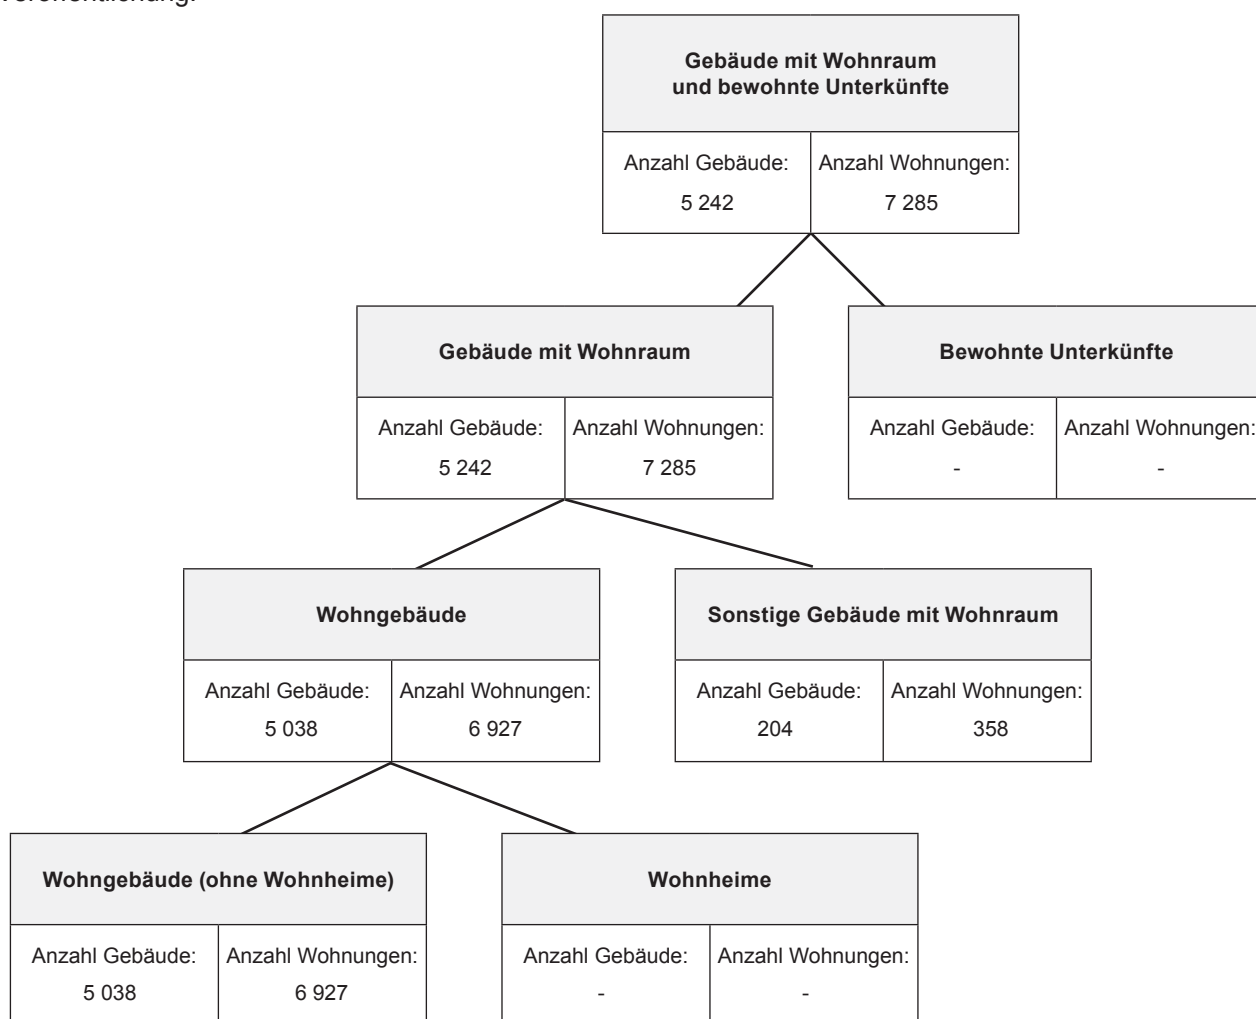 Veröffentlichung.
Gebäude mit Wohnraum
und bewohnte Unterkünfte
Anzahl Gebäude:
5 242
Anzahl Wohnungen:
7 285
Gebäude mit Wohnraum
Anzahl Gebäude:
5 242
Anzahl Wohnungen:
7 285
Bewohnte Unterkünfte
Anzahl Gebäude:
-
Anzahl Wohnungen:
-
Wohngebäude
Anzahl Gebäude:
5 038
Anzahl Wohnungen:
6 927
Sonstige Gebäude mit Wohnraum
Anzahl Gebäude:
204
Anzahl Wohnungen:
358
Wohngebäude (ohne Wohnheime)
Anzahl Gebäude:
5 038
Anzahl Wohnungen:
6 927
Wohnheime
Anzahl Gebäude:
-
Anzahl Wohnungen:
-